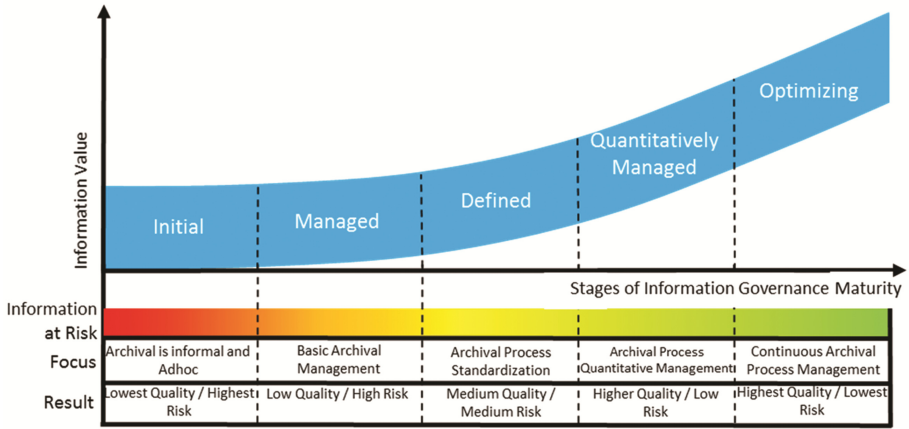 Information Value
Initial
Managed
Defined
Quantitatively
Managed
Optimizing
Stages of Information Governance Maturity
Information
at Risk
Focus
Archival is informal and
Adhoc
Basic Archival
Management
Archival Process
Standardization
Archival Process
Quantitative Management
Continuous Archival
Process Management
Result
Lowest Quality / Highest
Risk
Low Quality / High Risk
Medium Quality /
Medium Risk
Higher Quality / Low
Risk
Highest Quality / Lowest
Risk